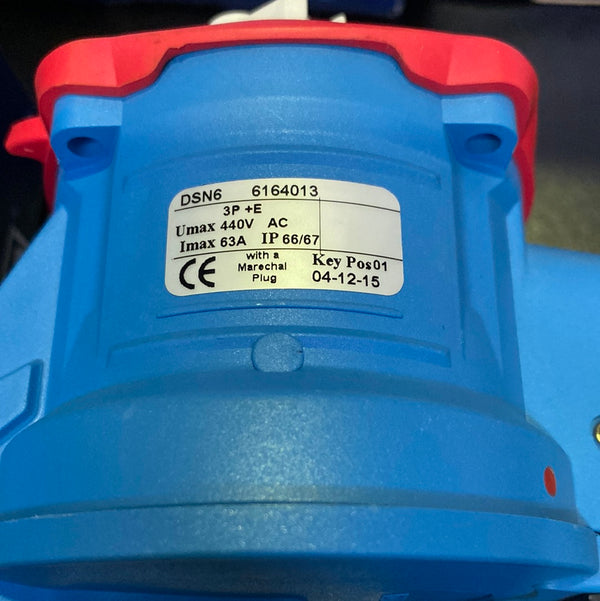 DSN6 6164013
3P +E
Umax 440V AC
Imax 63A IP 66/67
CE
with a
Marechal
Plug
Key Pos01
04-12-15